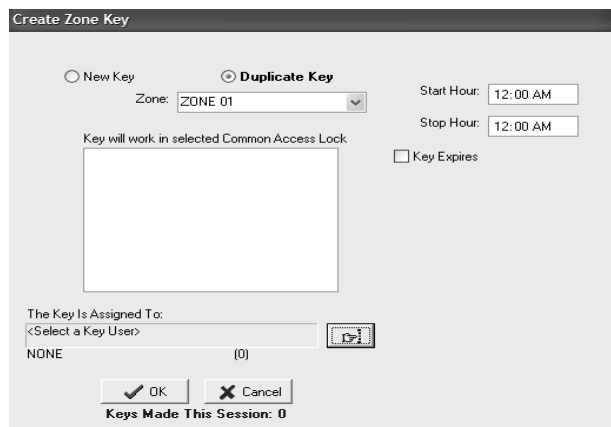 Create Zone Key
New Key
Duplicate Key
Zone: ZONE 01
Start Hour: 12:00 AM
Stop Hour: 12:00 AM
Key will work in selected Common Access Lock
Key Expires
The Key Is Assigned To:
<Select a Key User>
NONE (0)
OK
Cancel
Keys Made This Session: 0